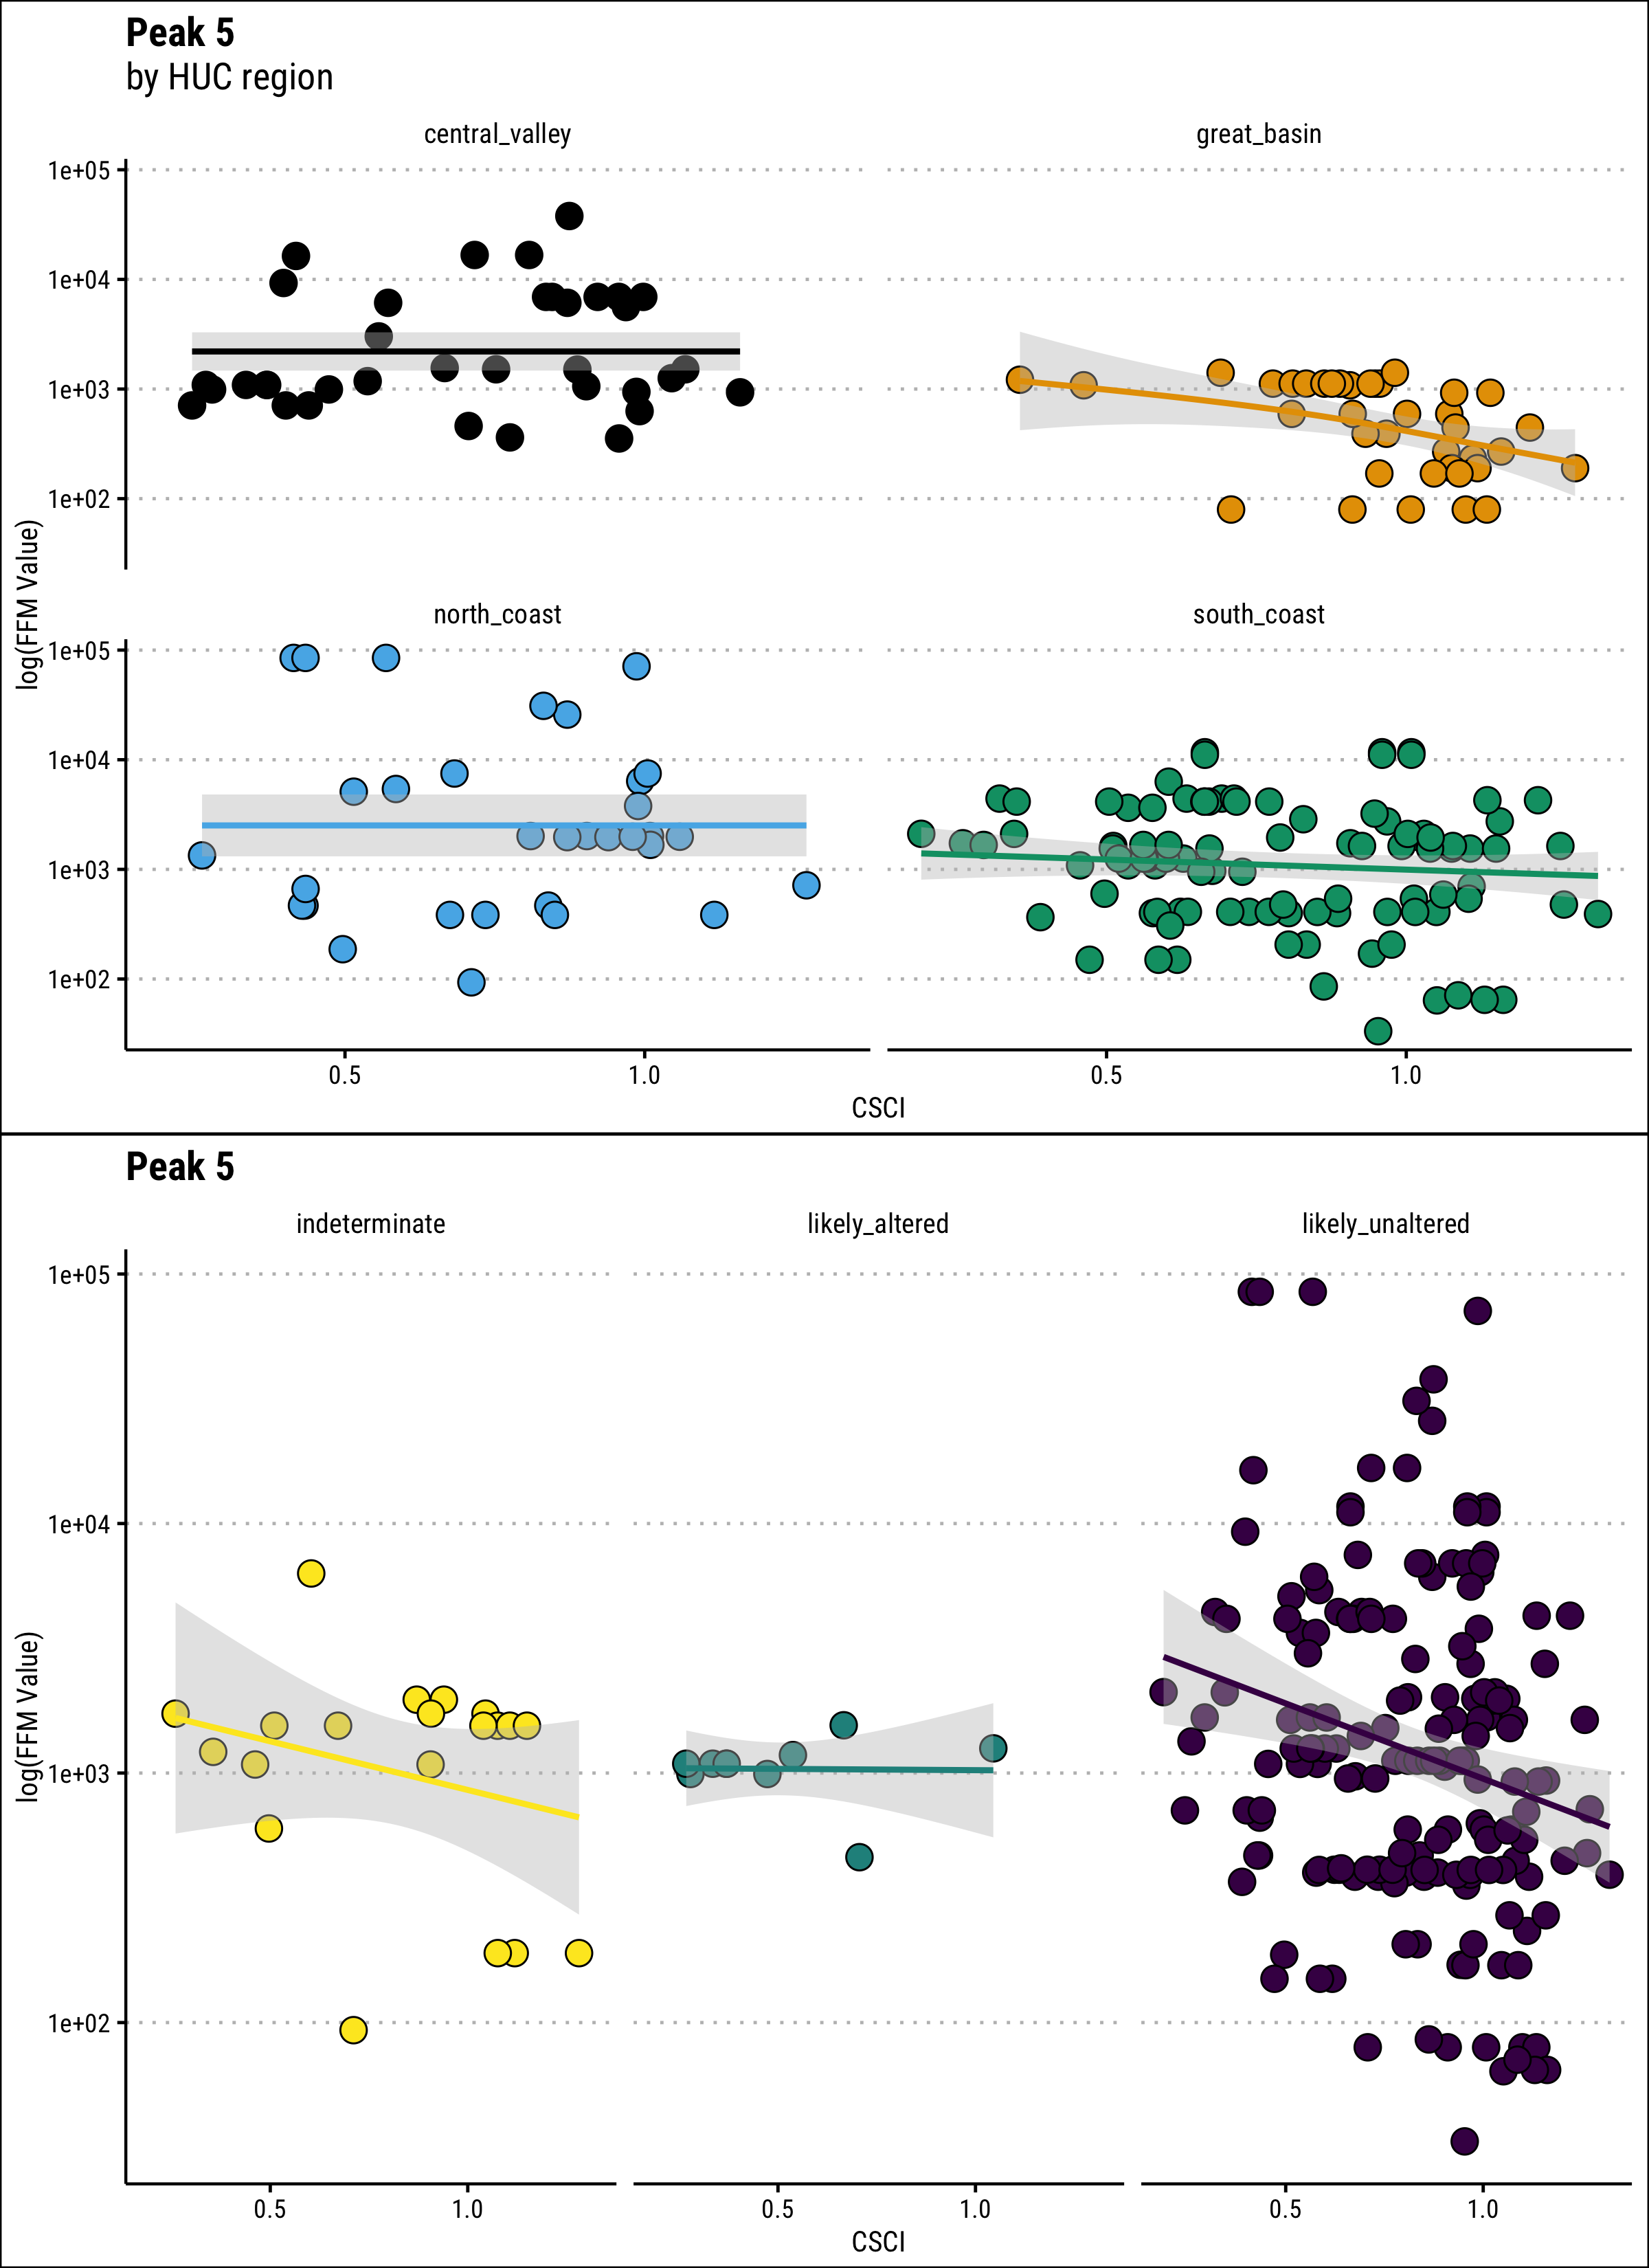 Peak 5
by HUC region
central_valley
great_basin
1e+05
1e+04
1e+03
1e+02
north_coast
south_coast
log(FFM Value)
1e+05
1e+04
1e+03
1e+02
0.5
1.0
0.5
1.0
CSCI
Peak 5
indeterminate
likely_altered
likely_unaltered
log(FFM Value)
1e+05
1e+04
1e+03
1e+02
0.5
1.0
0.5
1.0
0.5
1.0
CSCI